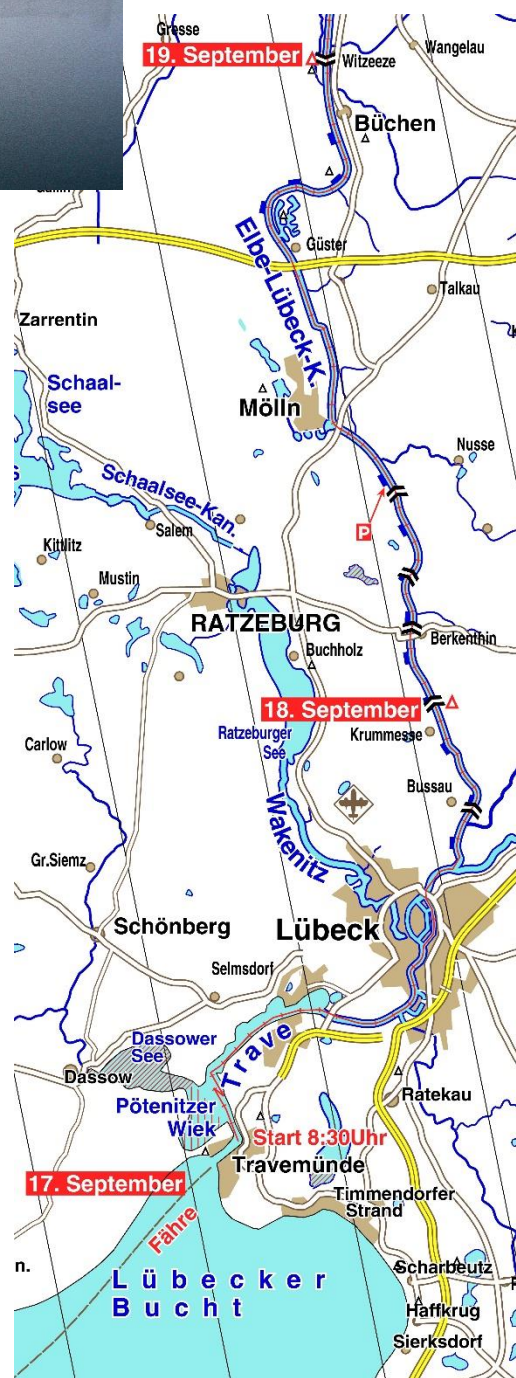 Gresse
19. September
Witzeeze
Wangelau
Büchen
Güster
Elbe-Lübeck-K.
Talkau
Zarrentin
Schaal-
see
Mölln
Nusse
Schaalsee-Kan.
Salem
P
Kittlitz
Mustin
RATZEBURG
Berkenthin
Buchholz
18. September
Ratzeburger
See
Krummesse
Carlow
Bussau
Wakenitz
Gr.Siemz
Schönberg
Lübeck
Selmsdorf
Dassower
See
Trave
Dassow
Pötenitzer
Wiek
Ratekau
Start 8:30Uhr
Travemünde
17. September
Timmendorfer
Strand
Fähre
n.
Scharbeutz
Lübecker
Bucht
Haffkrug
Sierksdorf